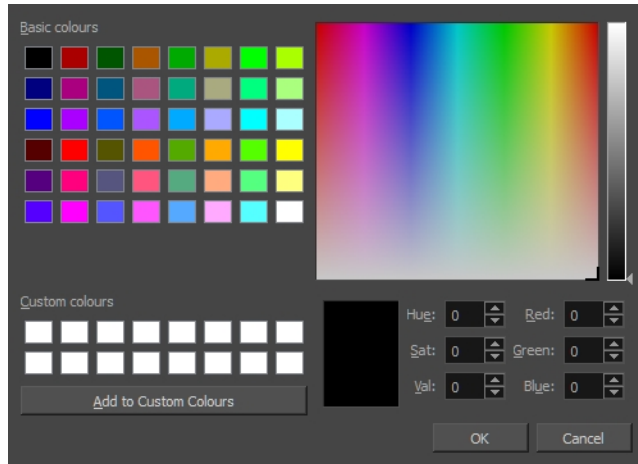 Basic colours
Custom colours
Add to Custom Colours
Hue: 0 Red: 0
Sat: 0 Green: 0
Val: 0 Blue: 0
OK Cancel